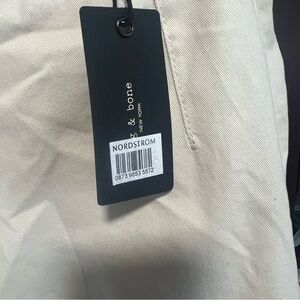 & bone
NEW YORK
NORDSTROM
0873 9853 5572